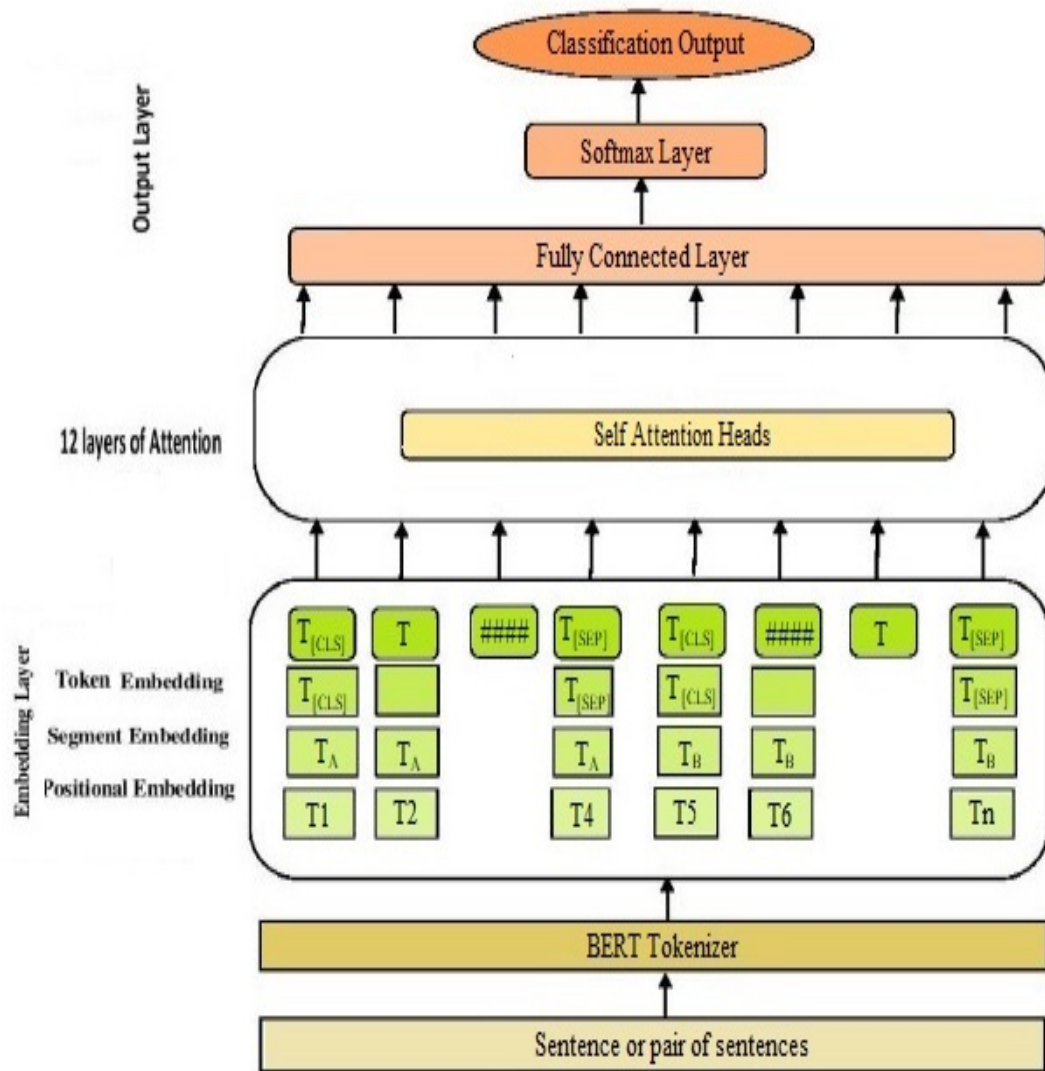 Classification Output
Output Layer
Softmax Layer
Fully Connected Layer
12 layers of Attention
Self Attention Heads
Embedding Layer
T[CLS] T #### T[SEP] T[CLS] #### T T[SEP]
Token Embedding T[CLS] T[SEP] T[CLS] T[SEP]
Segment Embedding TA TA TA TB TB TB
Positional Embedding T1 T2 T4 T5 T6 Tn
BERT Tokenizer
Sentence or pair of sentences